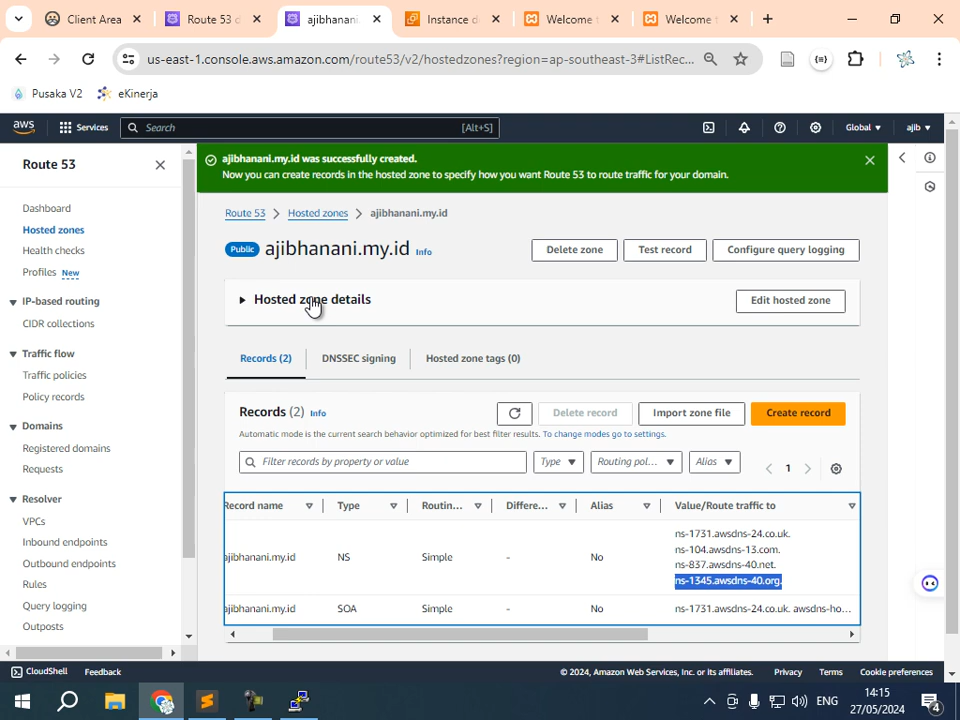 Client Area
Route 53 d
ajibhanani.
Instance d
Welcome t
Welcome t
us-east-1.console.aws.amazon.com/route53/v2/hostedzones?region=ap-southeast-3#ListRec...
Pusaka V2
eKinerja
aws
Services
Search
[Alt+S]
Global
ajib
Route 53
Dashboard
Hosted zones
Health checks
Profiles New
IP-based routing
CIDR collections
Traffic flow
Traffic policies
Policy records
Domains
Registered domains
Requests
Resolver
VPCs
Inbound endpoints
Outbound endpoints
Rules
Query logging
Outposts
ajibhanani.my.id was successfully created.
Now you can create records in the hosted zone to specify how you want Route 53 to route traffic for your domain.
Route 53 > Hosted zones > ajibhanani.my.id
Public ajibhanani.my.id Info
Delete zone
Test record
Configure query logging
Hosted zone details
Edit hosted zone
Records (2)
DNSSEC signing
Hosted zone tags (0)
Records (2) Info
Delete record
Import zone file
Create record
Automatic mode is the current search behavior optimized for best filter results. To change modes go to settings.
Filter records by property or value
Type
Routing pol...
Alias
1
Record name
Type
Routin...
Differe...
Alias
Value/Route traffic to
ajibhanani.my.id
NS
Simple
-
No
ns-1731.awsdns-24.co.uk.
ns-104.awsdns-13.com.
ns-837.awsdns-40.net.
ns-1345.awsdns-40.org.
ajibhanani.my.id
SOA
Simple
-
No
ns-1731.awsdns-24.co.uk. awsdns-ho...
CloudShell
Feedback
© 2024, Amazon Web Services, Inc. or its affiliates.
Privacy
Terms
Cookie preferences
ENG
14:15
27/05/2024
4